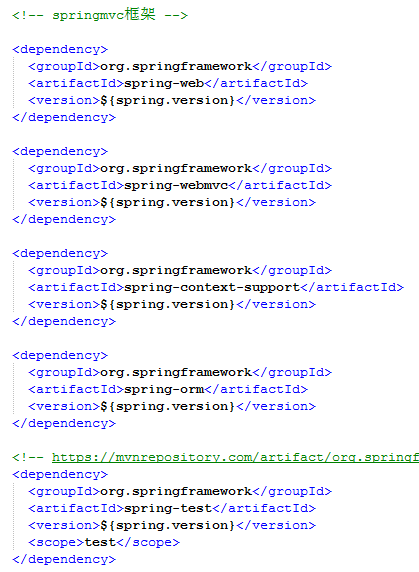 <!-- springmvc框架 -->
<dependency>
<groupId>org.springframework</groupId>
<artifactId>spring-web</artifactId>
<version>${spring.version}</version>
</dependency>
<dependency>
<groupId>org.springframework</groupId>
<artifactId>spring-webmvc</artifactId>
<version>${spring.version}</version>
</dependency>
<dependency>
<groupId>org.springframework</groupId>
<artifactId>spring-context-support</artifactId>
<version>${spring.version}</version>
</dependency>
<dependency>
<groupId>org.springframework</groupId>
<artifactId>spring-orm</artifactId>
<version>${spring.version}</version>
</dependency>
<!-- https://mvnrepository.com/artifact/org.springf
<dependency>
<groupId>org.springframework</groupId>
<artifactId>spring-test</artifactId>
<version>${spring.version}</version>
<scope>test</scope>
</dependency>